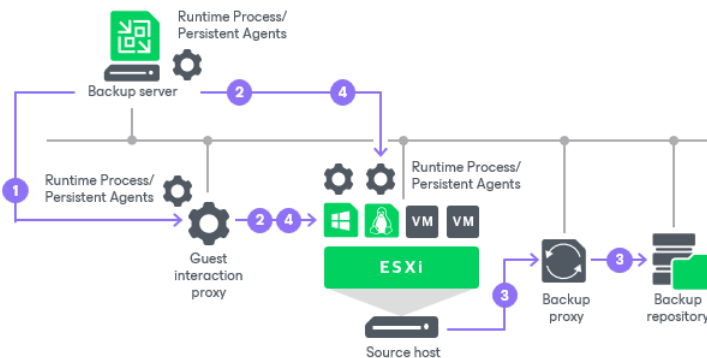 Runtime Process/
Persistent Agents
Backup server
2
4
1
Runtime Process/
Persistent Agents
Runtime Process/
Persistent Agents
2
4
VM
VM
Guest
interaction
proxy
ESXi
3
3
Backup
proxy
Backup
repository
Source host